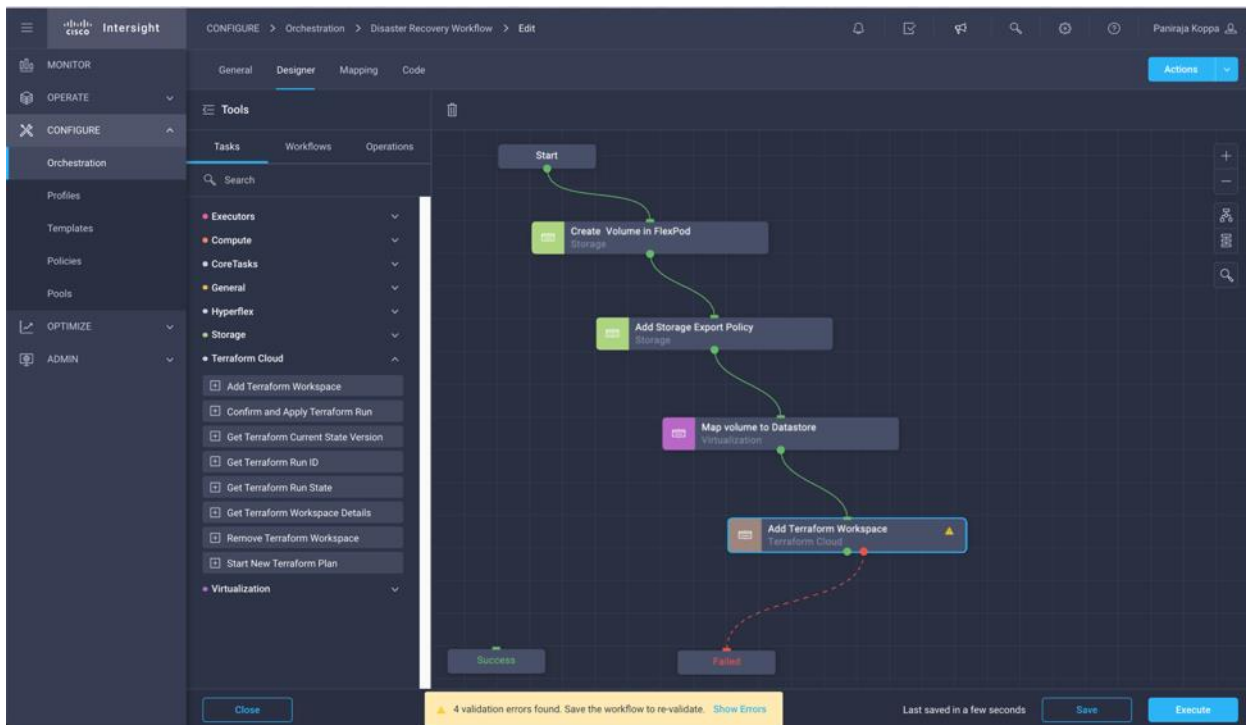 CISCO Intersight
CONFIGURE > Orchestration > Disaster Recovery Workflow > Edit
Paniraja Koppa
MONITOR
OPERATE
CONFIGURE
Orchestration
Profiles
Templates
Policies
Pools
OPTIMIZE
ADMIN
General Designer Mapping Code
Actions
Tools
Tasks Workflows Operations
Search
Executors
Compute
CoreTasks
General
Hyperflex
Storage
Terraform Cloud
Add Terraform Workspace
Confirm and Apply Terraform Run
Get Terraform Current State Version
Get Terraform Run ID
Get Terraform Run State
Get Terraform Workspace Details
Remove Terraform Workspace
Start New Terraform Plan
Virtualization
Start
Create Volume in FlexPod
Storage
Add Storage Export Policy
Storage
Map volume to Datastore
Virtualization
Add Terraform Workspace
Terraform Cloud
Success
Failed
Close
4 validation errors found. Save the workflow to re-validate. Show Errors
Last saved in a few seconds
Save
Execute